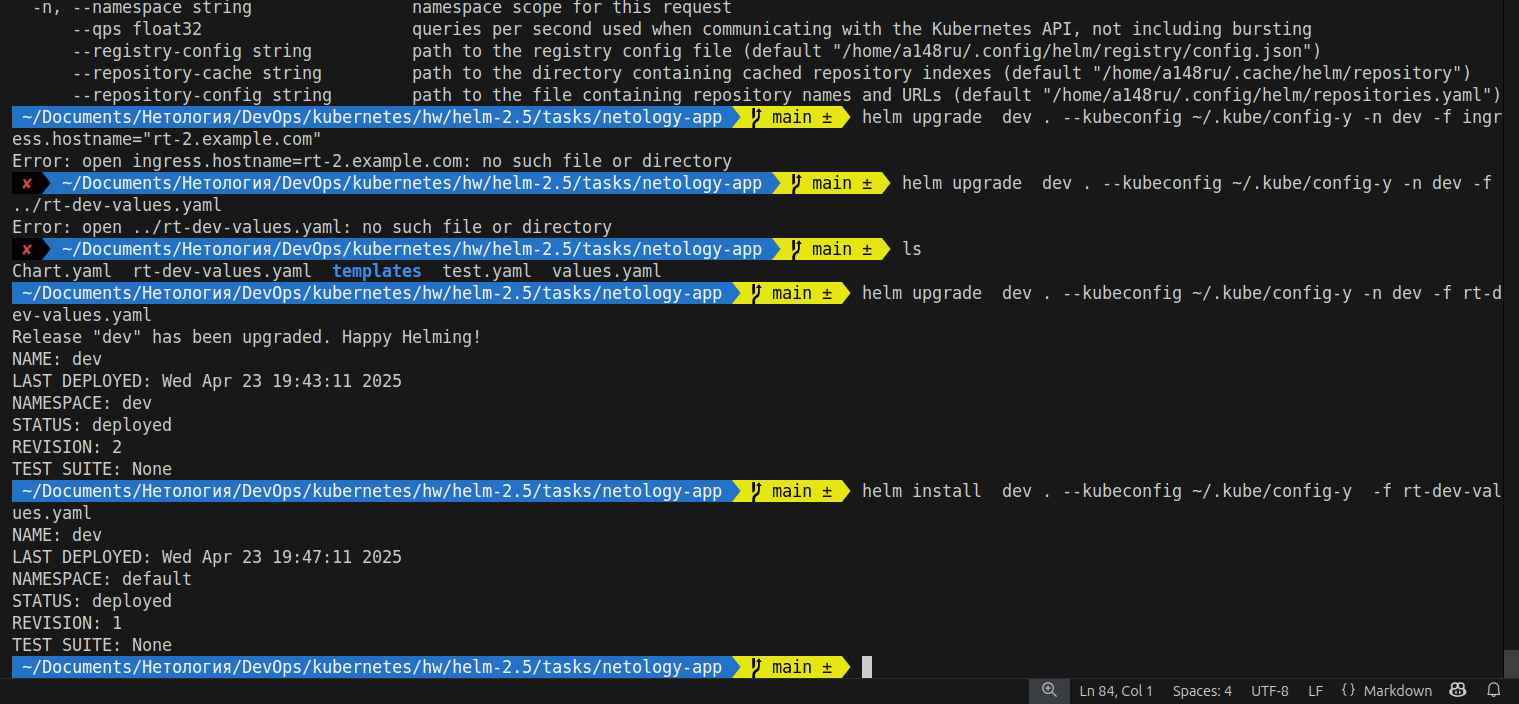 -n, --namespace string                namespace scope for this request
    --qps float32                     queries per second used when communicating with the Kubernetes API, not including bursting
    --registry-config string          path to the registry config file (default "/home/a148ru/.config/helm/registry/config.json")
    --repository-cache string         path to the directory containing cached repository indexes (default "/home/a148ru/.cache/helm/repository")
    --repository-config string        path to the file containing repository names and URLs (default "/home/a148ru/.config/helm/repositories.yaml")
~/Documents/Нетология/DevOps/kubernetes/hw/helm-2.5/tasks/netology-app main ± helm upgrade  dev . --kubeconfig ~/.kube/config-y -n dev -f ingr
ess.hostname="rt-2.example.com"
Error: open ingress.hostname=rt-2.example.com: no such file or directory
✘ ~/Documents/Нетология/DevOps/kubernetes/hw/helm-2.5/tasks/netology-app main ± helm upgrade  dev . --kubeconfig ~/.kube/config-y -n dev -f
../rt-dev-values.yaml
Error: open ../rt-dev-values.yaml: no such file or directory
✘ ~/Documents/Нетология/DevOps/kubernetes/hw/helm-2.5/tasks/netology-app main ± ls
Chart.yaml  rt-dev-values.yaml  templates  test.yaml  values.yaml
~/Documents/Нетология/DevOps/kubernetes/hw/helm-2.5/tasks/netology-app main ± helm upgrade  dev . --kubeconfig ~/.kube/config-y -n dev -f rt-d
ev-values.yaml
Release "dev" has been upgraded. Happy Helming!
NAME: dev
LAST DEPLOYED: Wed Apr 23 19:43:11 2025
NAMESPACE: dev
STATUS: deployed
REVISION: 2
TEST SUITE: None
~/Documents/Нетология/DevOps/kubernetes/hw/helm-2.5/tasks/netology-app main ± helm install  dev . --kubeconfig ~/.kube/config-y  -f rt-dev-val
ues.yaml
NAME: dev
LAST DEPLOYED: Wed Apr 23 19:47:11 2025
NAMESPACE: default
STATUS: deployed
REVISION: 1
TEST SUITE: None
~/Documents/Нетология/DevOps/kubernetes/hw/helm-2.5/tasks/netology-app main ±
Ln 84, Col 1 Spaces: 4 UTF-8 LF {} Markdown